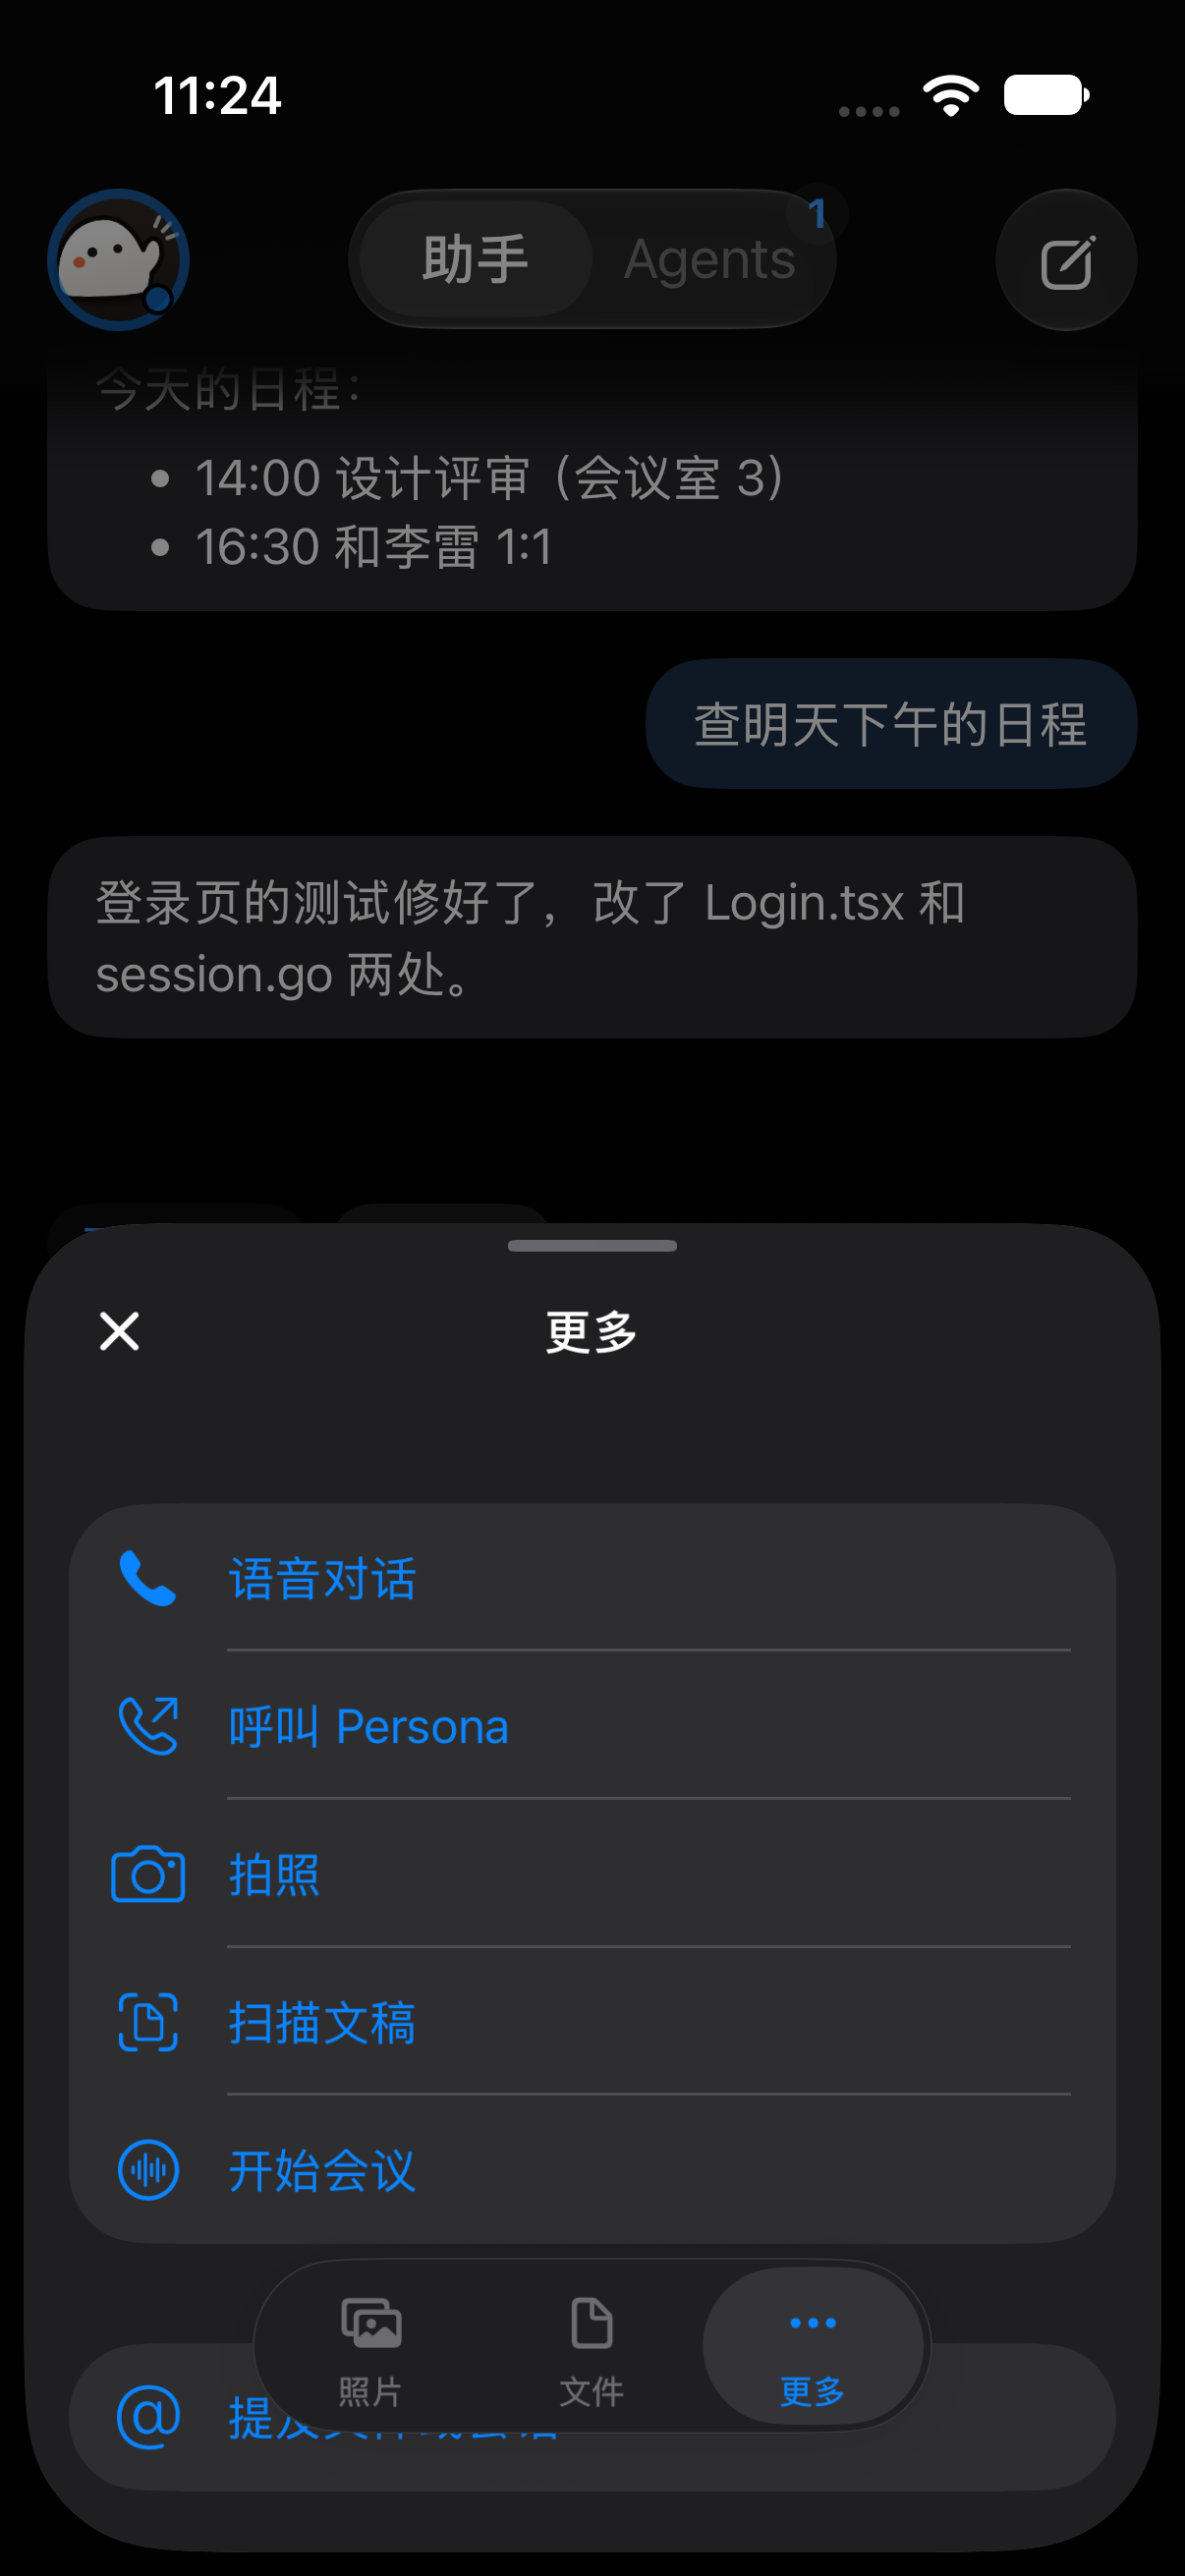 11:24
助手
Agents
1
今天的日程：
• 14:00 设计评审（会议室 3）
• 16:30 和李雷 1:1
查明天下午的日程
登录页的测试修好了，改了 Login.tsx 和
session.go 两处。
更多
语音对话
呼叫 Persona
拍照
扫描文稿
开始会议
@ 提及
照片
文件
更多